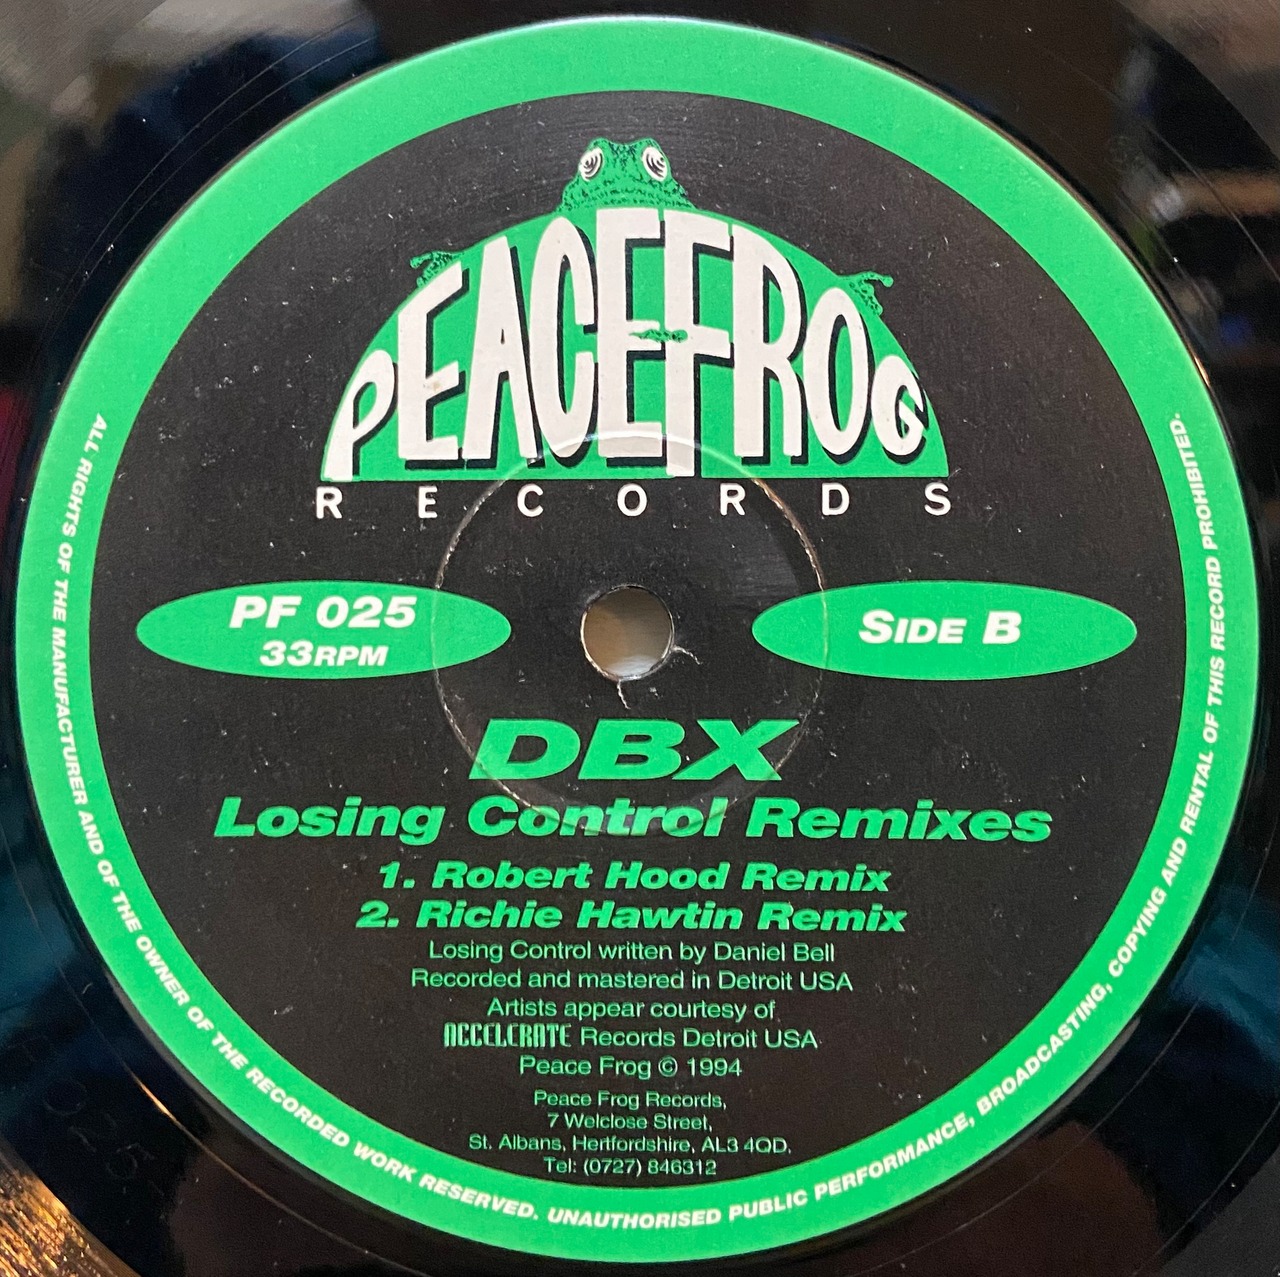 PEACEFROG
RECORDS
PF 025
33RPM
SIDE B
DBX
Losing Control Remixes
1. Robert Hood Remix
2. Richie Hawtin Remix
Losing Control written by Daniel Bell
Recorded and mastered in Detroit USA
Artists appear courtesy of
ACCELERATE Records Detroit USA
Peace Frog © 1994
Peace Frog Records,
7 Welclose Street,
St. Albans, Hertfordshire, AL3 4QD.
Tel: (0727) 846312
ALL RIGHTS OF THE MANUFACTURER AND OF THE OWNER OF THE RECORDED WORK RESERVED. UNAUTHORISED PUBLIC PERFORMANCE, BROADCASTING, COPYING AND RENTAL OF THIS RECORD PROHIBITED.